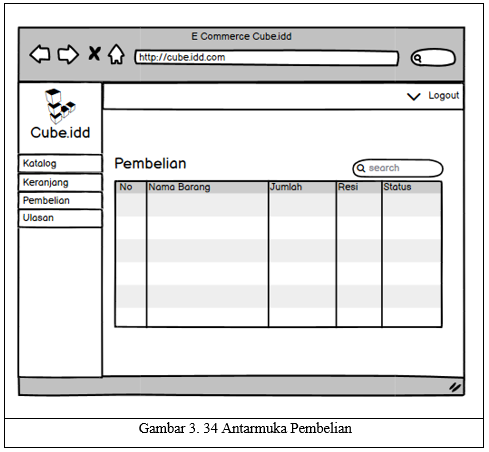 E Commerce Cube.idd
http://cube.idd.com
Logout
Cube.idd
Katalog
Keranjang
Pembelian
Ulasan
Pembelian
search
No Nama Barang Jumlah Resi Status
Gambar 3. 34 Antarmuka Pembelian